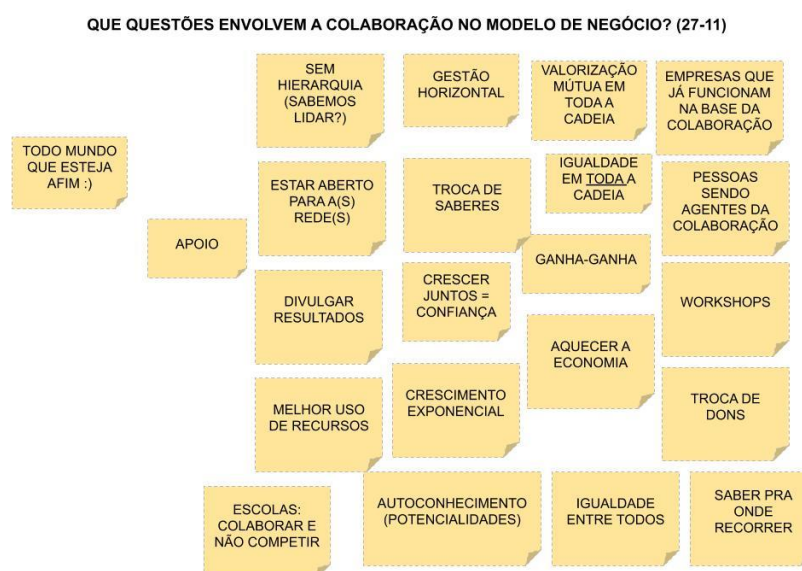 QUE QUESTÕES ENVOLVEM A COLABORAÇÃO NO MODELO DE NEGÓCIO? (27-11)
TODO MUNDO
QUE ESTEJA
AFIM :)
SEM
HIERARQUIA
(SABEMOS
LIDAR?)
GESTÃO
HORIZONTAL
VALORIZAÇÃO
MÚTUA EM
TODA A
CADEIA
EMPRESAS QUE
JÁ FUNCIONAM
NA BASE DA
COLABORAÇÃO
APOIO
ESTAR ABERTO
PARA A(S)
REDE(S)
TROCA DE
SABERES
IGUALDADE
EM TODA A
CADEIA
PESSOAS
SENDO
AGENTES DA
COLABORAÇÃO
DIVULGAR
RESULTADOS
CRESCER
JUNTOS =
CONFIANÇA
GANHA-GANHA
WORKSHOPS
MELHOR USO
DE RECURSOS
CRESCIMENTO
EXPONENCIAL
AQUECER A
ECONOMIA
TROCA DE
DONS
ESCOLAS:
COLABORAR E
NÃO COMPETIR
AUTOCONHECIMENTO
(POTENCIALIDADES)
IGUALDADE
ENTRE TODOS
SABER PRA
ONDE
RECORRER